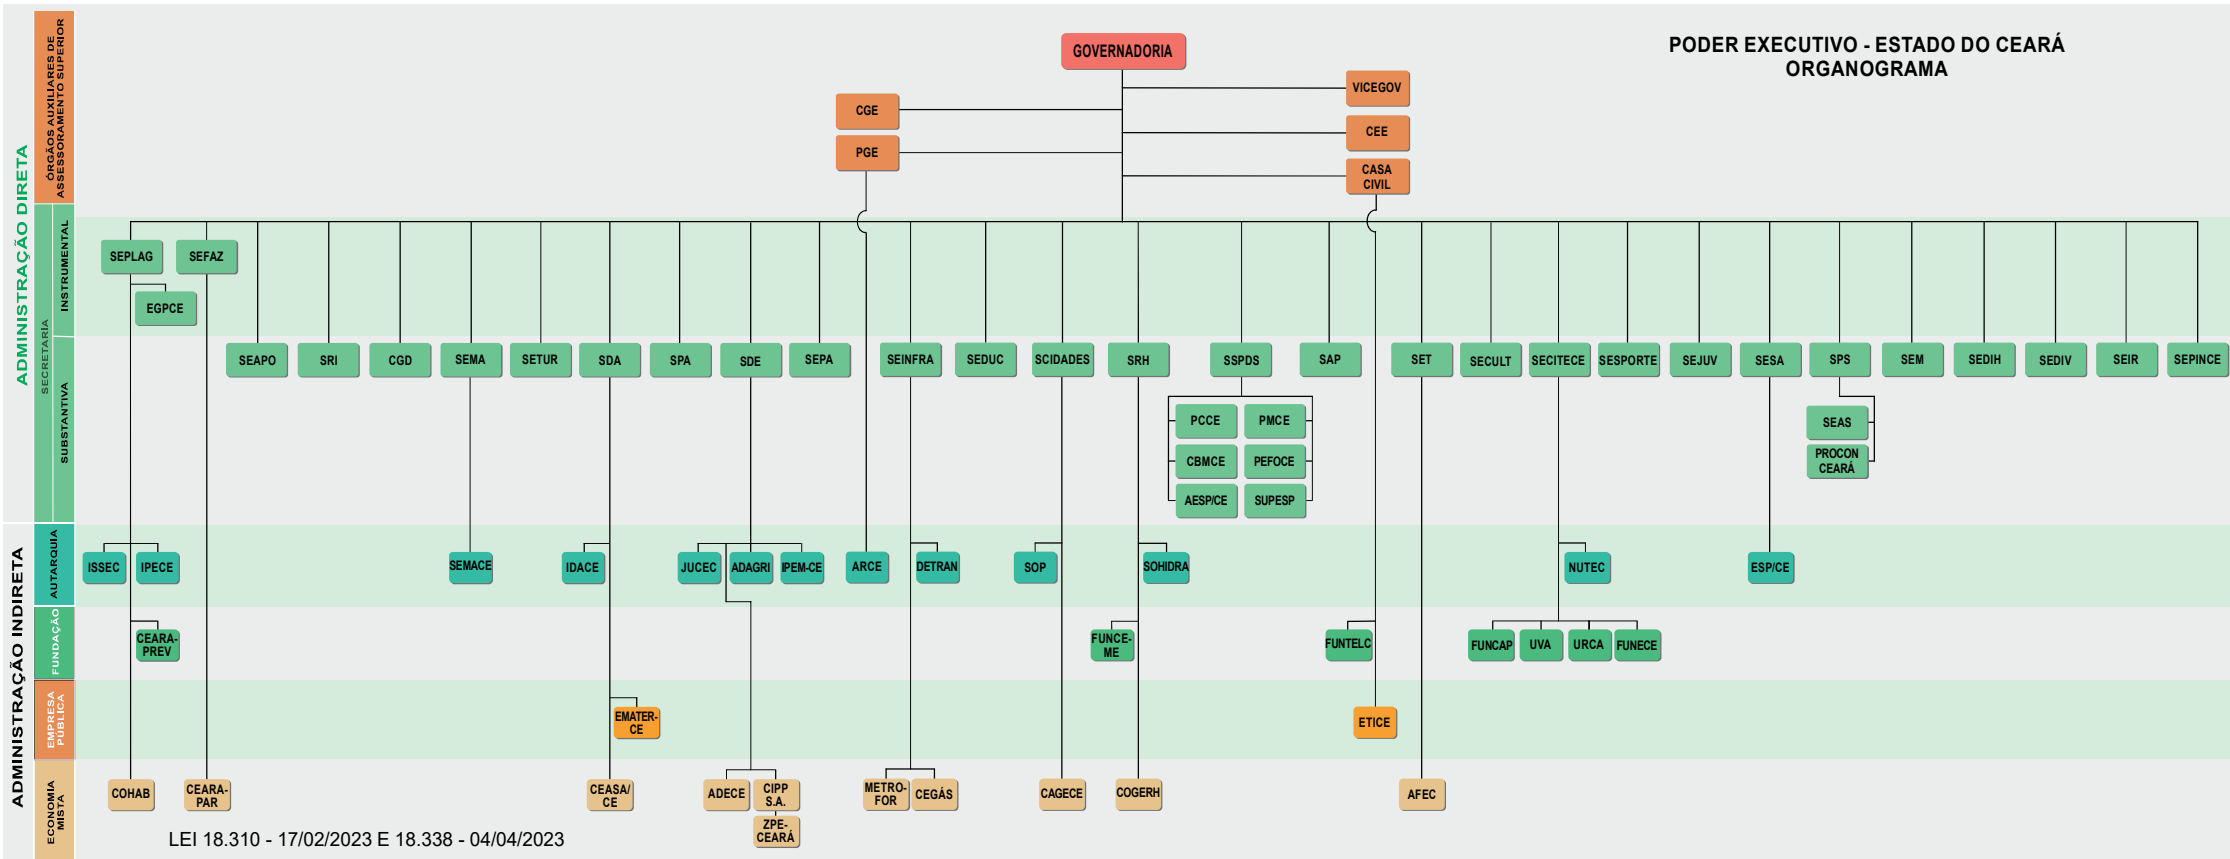 PODER EXECUTIVO - ESTADO DO CEARÁ
ORGANOGRAMA
ADMINISTRAÇÃO DIRETA
ÓRGÃOS AUXILIARES DE
ASSESSORAMENTO SUPERIOR
GOVERNADORIA
VICEGOV
CGE
CEE
PGE
CASA
CIVIL
SECRETARIA
INSTRUMENTAL
SEPLAG
SEFAZ
EGPCE
SUBSTANTIVA
SEAPO
SRI
CGD
SEMA
SETUR
SDA
SPA
SDE
SEPA
SEINFRA
SEDUC
SCIDADES
SRH
SSPDS
SAP
SET
SECULT
SECITECE
SESPORTE
SEJUV
SESA
SPS
SEM
SEDIH
SEDIV
SEIR
SEPINCE
PCCE
PMCE
CBMCE
PEFOCE
AESP/CE
SUPESP
SEAS
PROCON
CEARÁ
ADMINISTRAÇÃO INDIRETA
AUTARQUIA
ISSEC
IPECE
SEMACE
IDACE
JUCEC
ADAGRI
IPEM-CE
ARCE
DETRAN
SOP
SOHIDRA
NUTEC
ESP/CE
FUNDAÇÃO
CEARA-
PREV
FUNCE-
ME
FUNTELC
FUNCAP
UVA
URCA
FUNECE
EMPRESA
PÚBLICA
EMATER-
CE
ETICE
ECONOMIA
MISTA
COHAB
CEARA-
PAR
CEASA/
CE
ADECE
CIPP
S.A.
ZPE-
CEARÁ
METRO-
FOR
CEGÁS
CAGECE
COGERH
AFEC
LEI 18.310 - 17/02/2023 E 18.338 - 04/04/2023